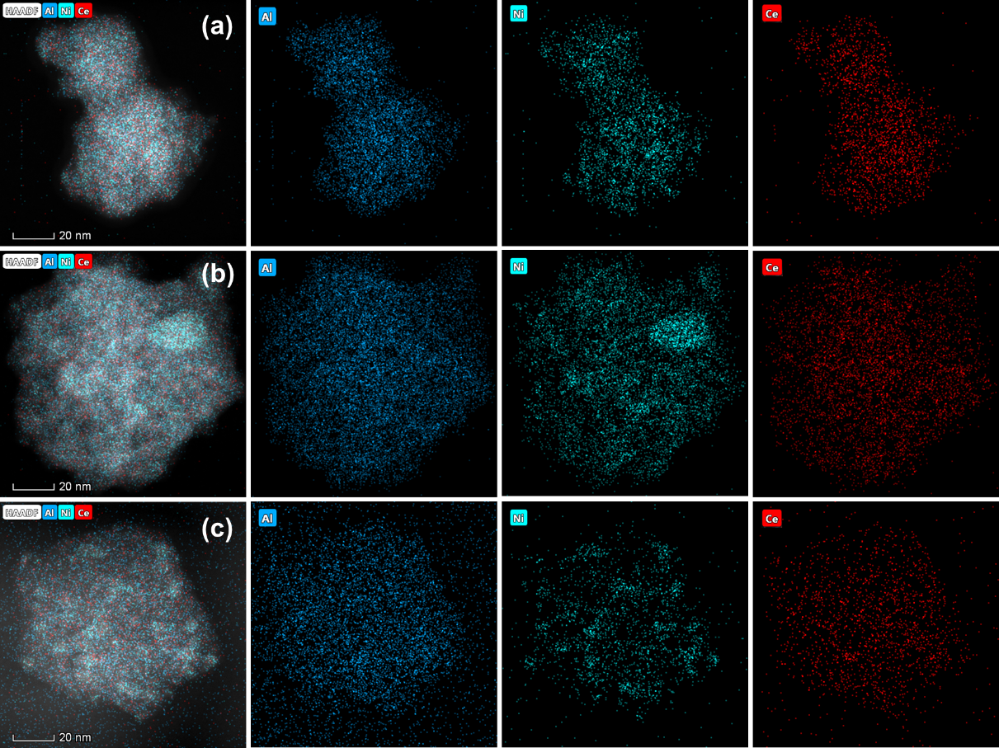 HAADF Al Ni Ce (a) Al Ni Ce
20 nm
HAADF Al Ni Ce (b) Al Ni Ce
20 nm
HAADF Al Ni Ce (c) Al Ni Ce
20 nm